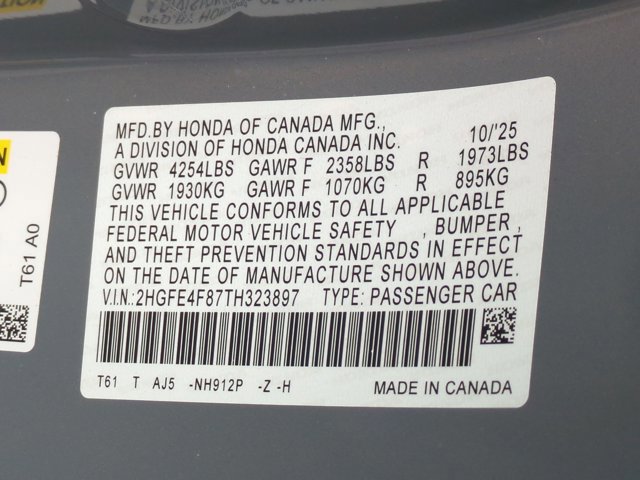 MFD.BY HONDA OF CANADA MFG., 10/'25
A DIVISION OF HONDA CANADA INC.
GVWR 4254LBS GAWR F 2358LBS R 1973LBS
GVWR 1930KG GAWR F 1070KG R 895KG
THIS VEHICLE CONFORMS TO ALL APPLICABLE
FEDERAL MOTOR VEHICLE SAFETY , BUMPER ,
AND THEFT PREVENTION STANDARDS IN EFFECT
ON THE DATE OF MANUFACTURE SHOWN ABOVE.
V.I.N.:2HGFE4F87TH323897 TYPE: PASSENGER CAR
T61 T AJ5 -NH912P -Z -H MADE IN CANADA
T61 A0